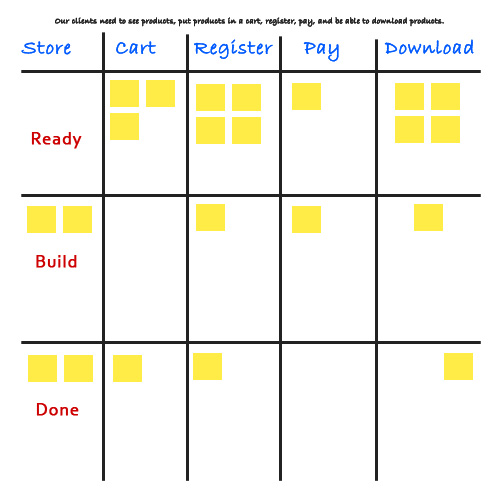 Our clients need to see products, put products in a cart, register, pay, and be able to download products.
Store Cart Register Pay Download
Ready
Build
Done